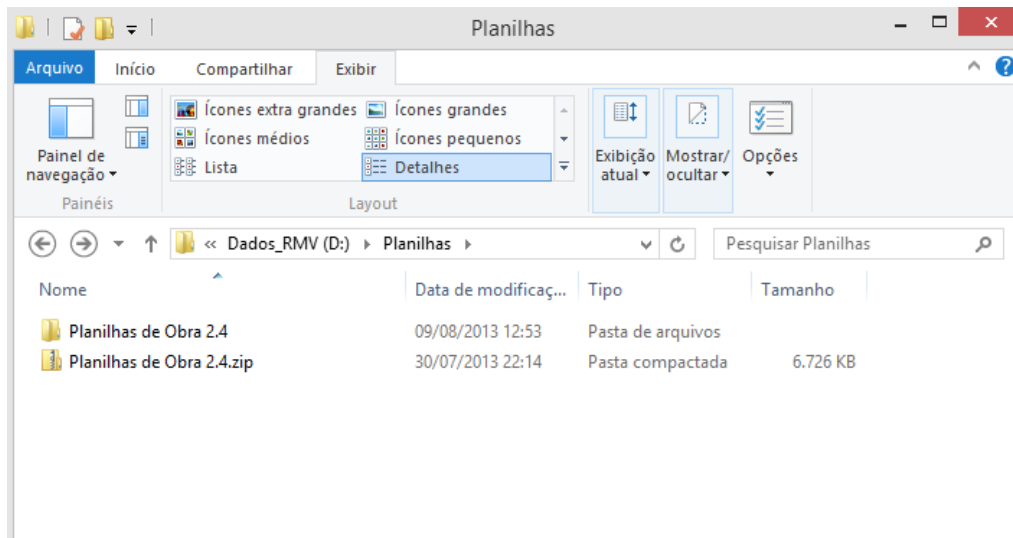 Planilhas
Arquivo Início Compartilhar Exibir
Ícones extra grandes Ícones grandes
Ícones médios Ícones pequenos
Lista Detalhes
Painel de
navegação
Exibição
atual
Mostrar/
ocultar
Opções
Painéis Layout
« Dados_RMV (D:) Planilhas Pesquisar Planilhas
Nome Data de modificaç... Tipo Tamanho
Planilhas de Obra 2.4 09/08/2013 12:53 Pasta de arquivos
Planilhas de Obra 2.4.zip 30/07/2013 22:14 Pasta compactada 6.726 KB